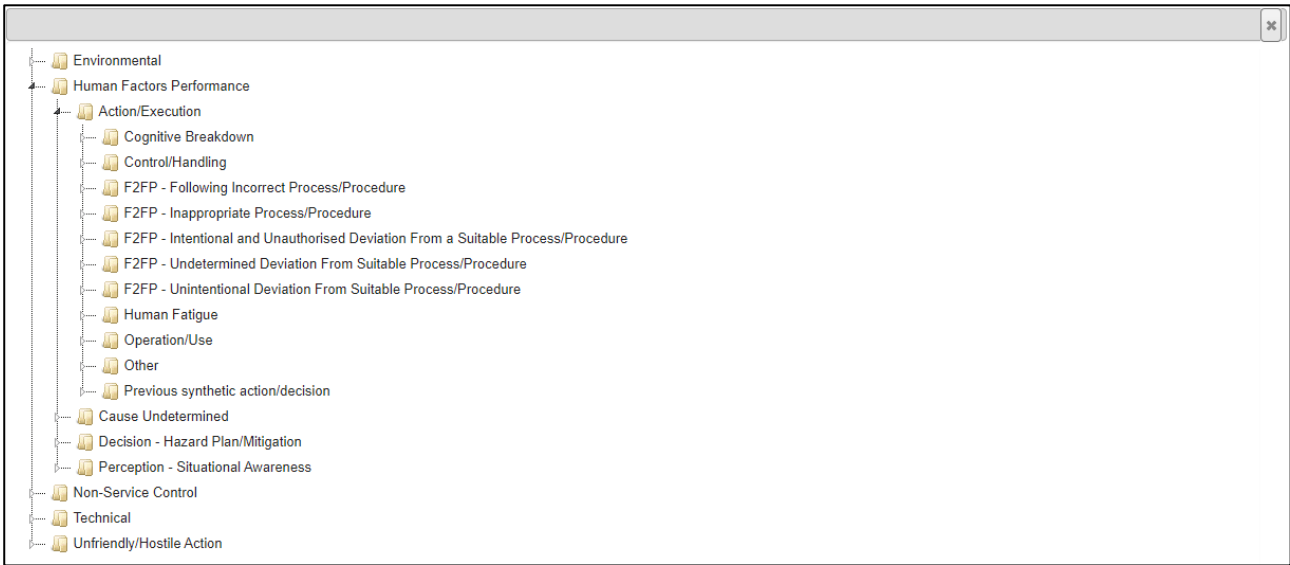 Environmental
Human Factors Performance
Action/Execution
Cognitive Breakdown
Control/Handling
F2FP - Following Incorrect Process/Procedure
F2FP - Inappropriate Process/Procedure
F2FP - Intentional and Unauthorised Deviation From a Suitable Process/Procedure
F2FP - Undetermined Deviation From Suitable Process/Procedure
F2FP - Unintentional Deviation From Suitable Process/Procedure
Human Fatigue
Operation/Use
Other
Previous synthetic action/decision
Cause Undetermined
Decision - Hazard Plan/Mitigation
Perception - Situational Awareness
Non-Service Control
Technical
Unfriendly/Hostile Action